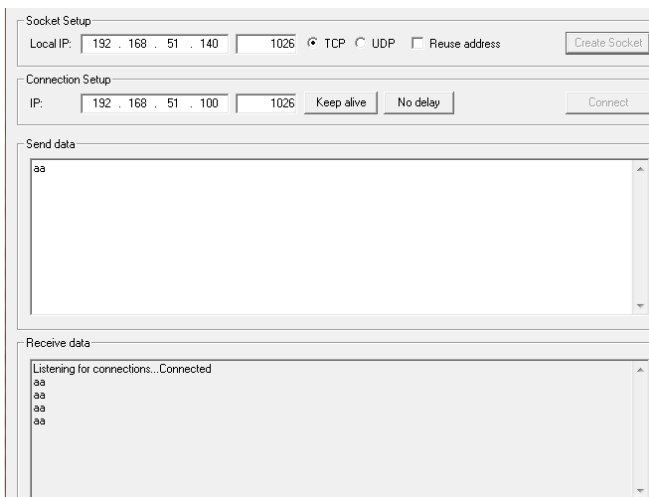 Socket Setup
Local IP: 192 . 168 . 51 . 140 1026 TCP UDP Reuse address Create Socket
Connection Setup
IP: 192 . 168 . 51 . 100 1026 Keep alive No delay Connect
Send data
aa
Receive data
Listening for connections...Connected
aa
aa
aa
aa